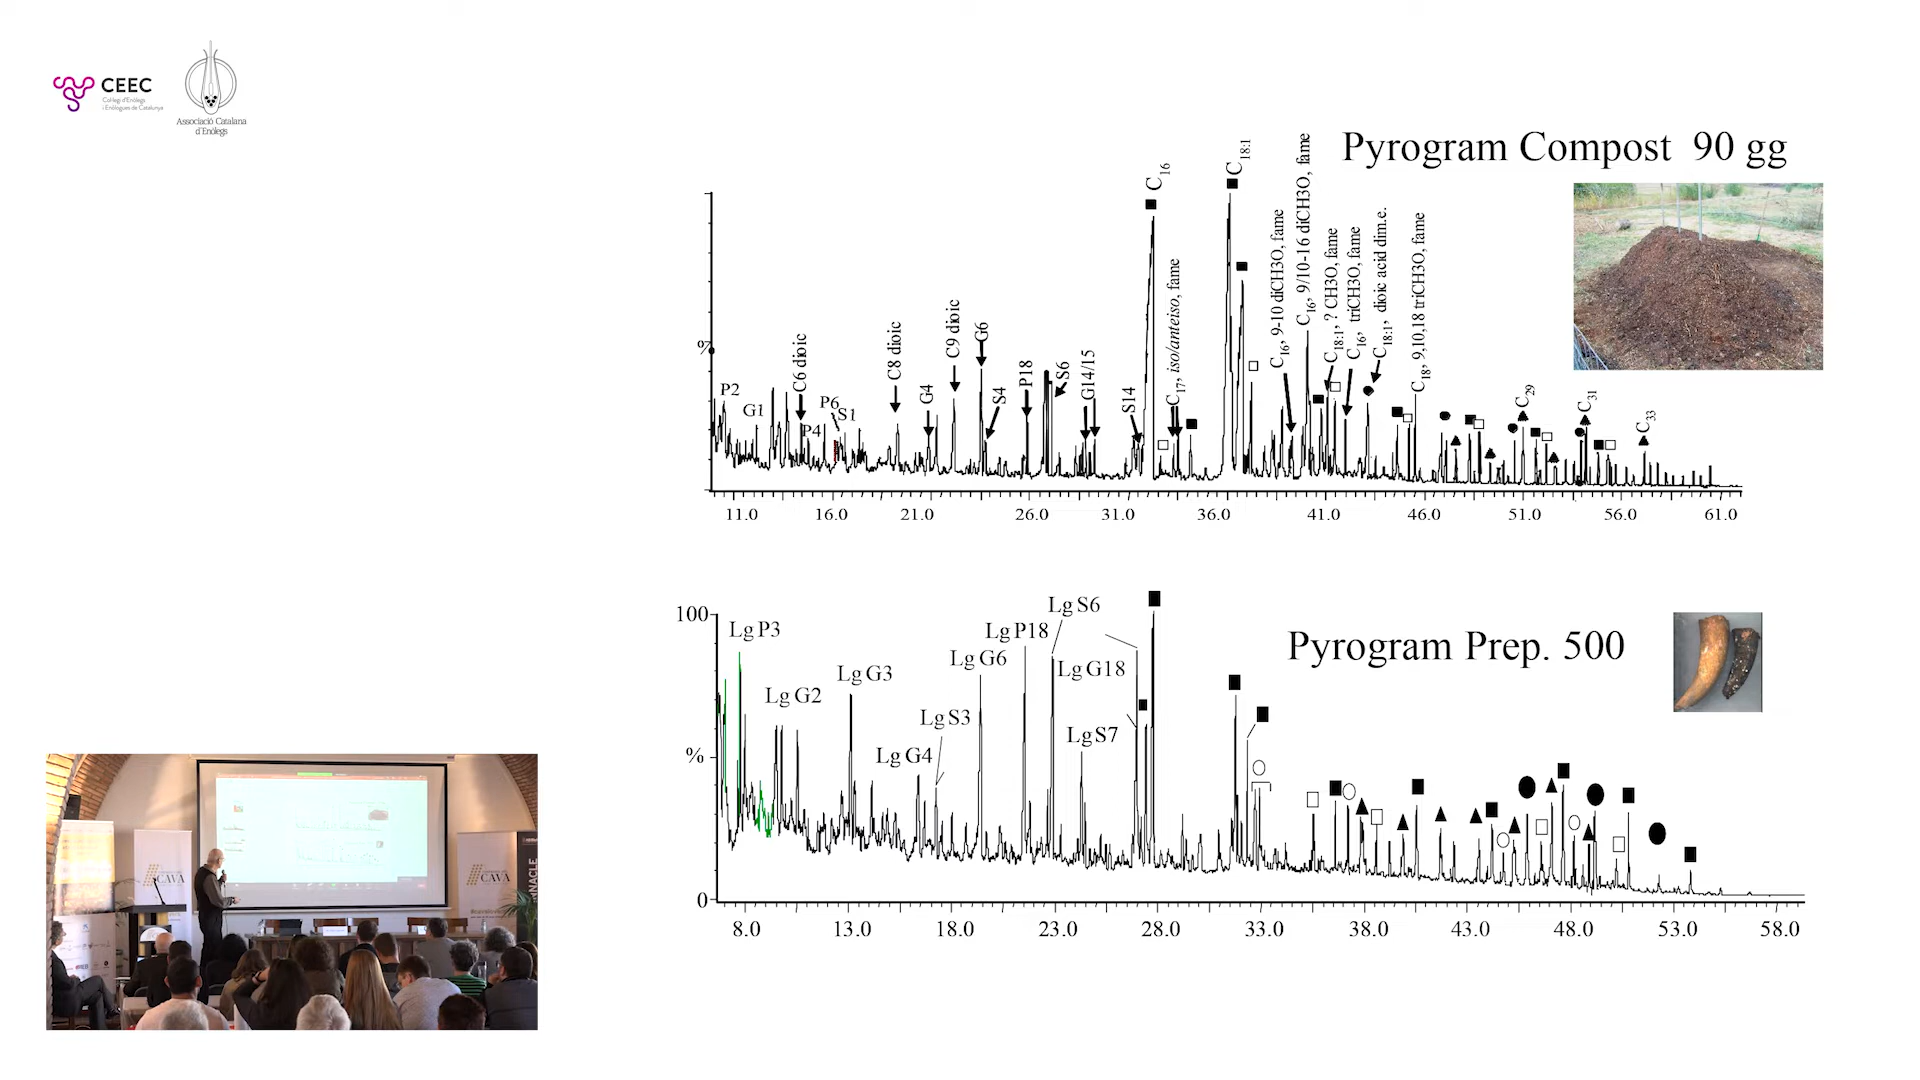 CEEC
Col·legi d'Enòlegs
i Enòlogues de Catalunya
Associació Catalana
d'Enòlegs
Pyrogram Compost 90 gg
%
P2
G1
C6 dioic
P4
P6
S1
C8 dioic
G4
C9 dioic
G6
S4
P18
S6
G14/15
S14
C16
C17, iso/anteiso, fame
C18:1
C16, 9-10 diCH3O, fame
C16, 9/10-16 diCH3O, fame
C18:1, ? CH3O, fame
C16, triCH3O, fame
C18:1, dioic acid dim.e.
C18, 9,10,18 triCH3O, fame
C29
C31
C33
11.0 16.0 21.0 26.0 31.0 36.0 41.0 46.0 51.0 56.0 61.0
Pyrogram Prep. 500
100
%
0
Lg P3
Lg G2
Lg G3
Lg G4
Lg S3
Lg G6
Lg P18
Lg S6
Lg G18
Lg S7
8.0 13.0 18.0 23.0 28.0 33.0 38.0 43.0 48.0 53.0 58.0
CAVA
CAVA